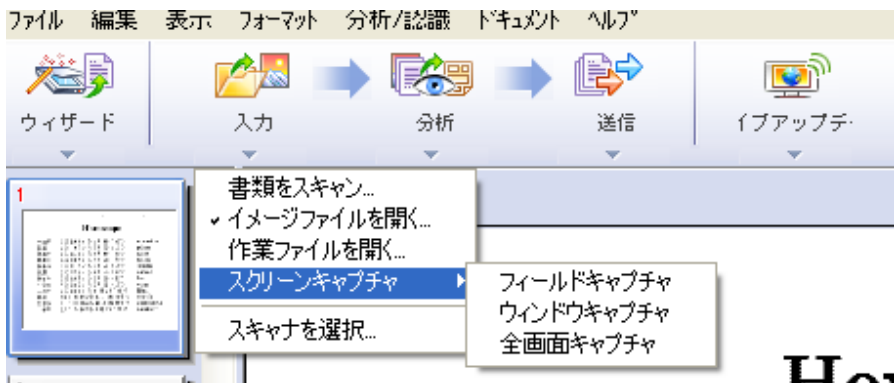 ファイル 編集 表示 フォーマット 分析/認識 ドキュメント ヘルプ
ウィザード 入力 分析 送信 イブアップデ
1
書類をスキャン...
イメージファイルを開く...
作業ファイルを開く...
スクリーンキャプチャ
スキャナを選択...
フィールドキャプチャ
ウィンドウキャプチャ
全画面キャプチャ